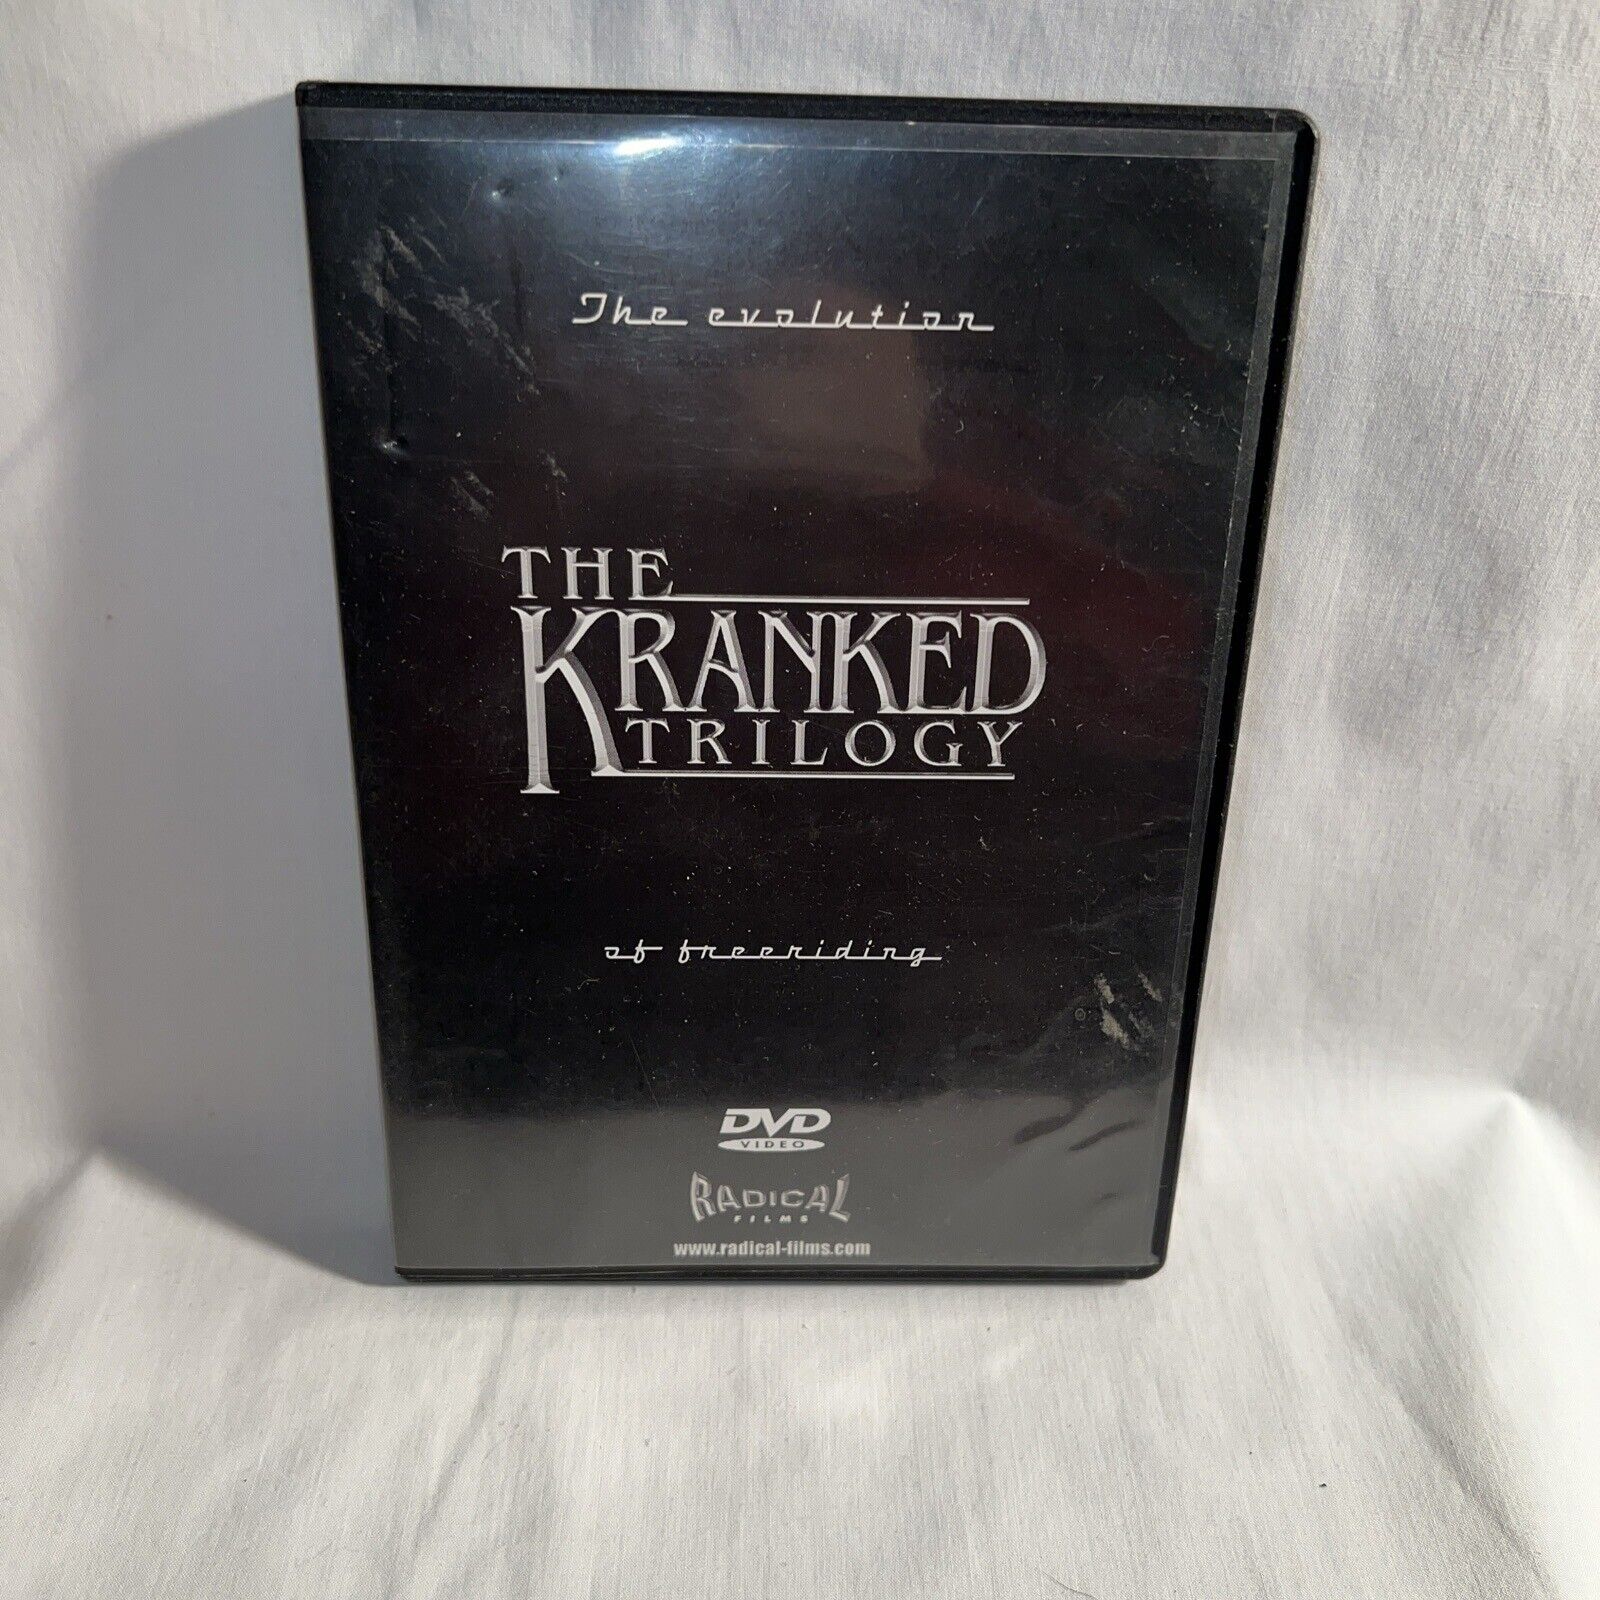 The evolution
THE
KRANKED
TRILOGY
of freeriding
DVD
VIDEO
RADICAL
FILMS
www.radical-films.com